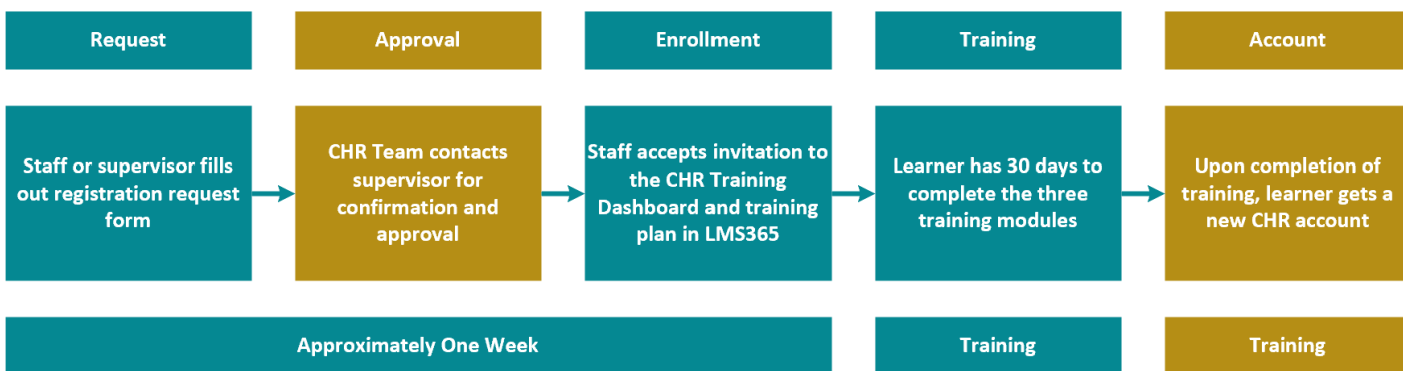 Request
Approval
Enrollment
Training
Account
Staff or supervisor fills
out registration request
form
CHR Team contacts
supervisor for
confirmation and
approval
Staff accepts invitation to
the CHR Training
Dashboard and training
plan in LMS365
Learner has 30 days to
complete the three
training modules
Upon completion of
training, learner gets a
new CHR account
Approximately One Week
Training
Training